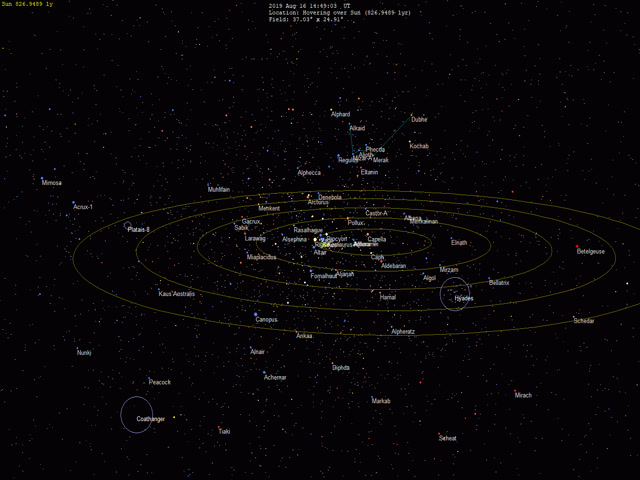 Sun 826.9489 ly
2019 Aug 16 14:49:03 UT
Location: Hovering over Sun (826.9489 lyr)
Field: 37.03° x 24.91°
Alphard
Dubhe
Alkaid
Kochab
Phecda
Merak
Regulus
Eltanin
Alphecca
Mimosa
Muhlifain
Denebola
Arcturus
Acrux-1
Menkent
Castor-A
Alhena
Gacrux
Pollux
Menkalinan
Sabik
Rasalhague
Platais-8
Larawag
Alsephina
Procyon
Capella
Elnath
Betelgeuse
Altair
Miaplacidus
Caph
Aldebaran
Mirzam
Fomalhaut
Algol
Bellatrix
Kaus Australis
Hamal
Hyades
Canopus
Schedar
Ankaa
Alpheratz
Nunki
Alnair
Diphda
Achernar
Peacock
Markab
Mirach
Coathanger
Tiaki
Scheat